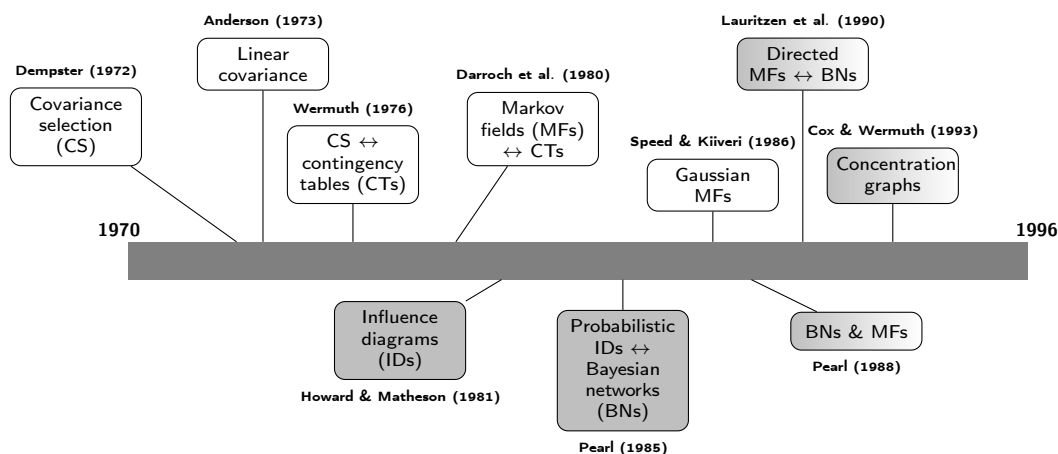 Anderson (1973)
Linear
covariance
Lauritzen et al. (1990)
Directed
MFs ↔ BNs
Dempster (1972)
Covariance
selection
(CS)
Wermuth (1976)
CS ↔
contingency
tables (CTs)
Darroch et al. (1980)
Markov
fields (MFs)
↔ CTs
Speed & Kiiveri (1986)
Gaussian
MFs
Cox & Wermuth (1993)
Concentration
graphs
1970
1996
Influence
diagrams
(IDs)
Howard & Matheson (1981)
Probabilistic
IDs ↔
Bayesian
networks
(BNs)
Pearl (1985)
BNs & MFs
Pearl (1988)